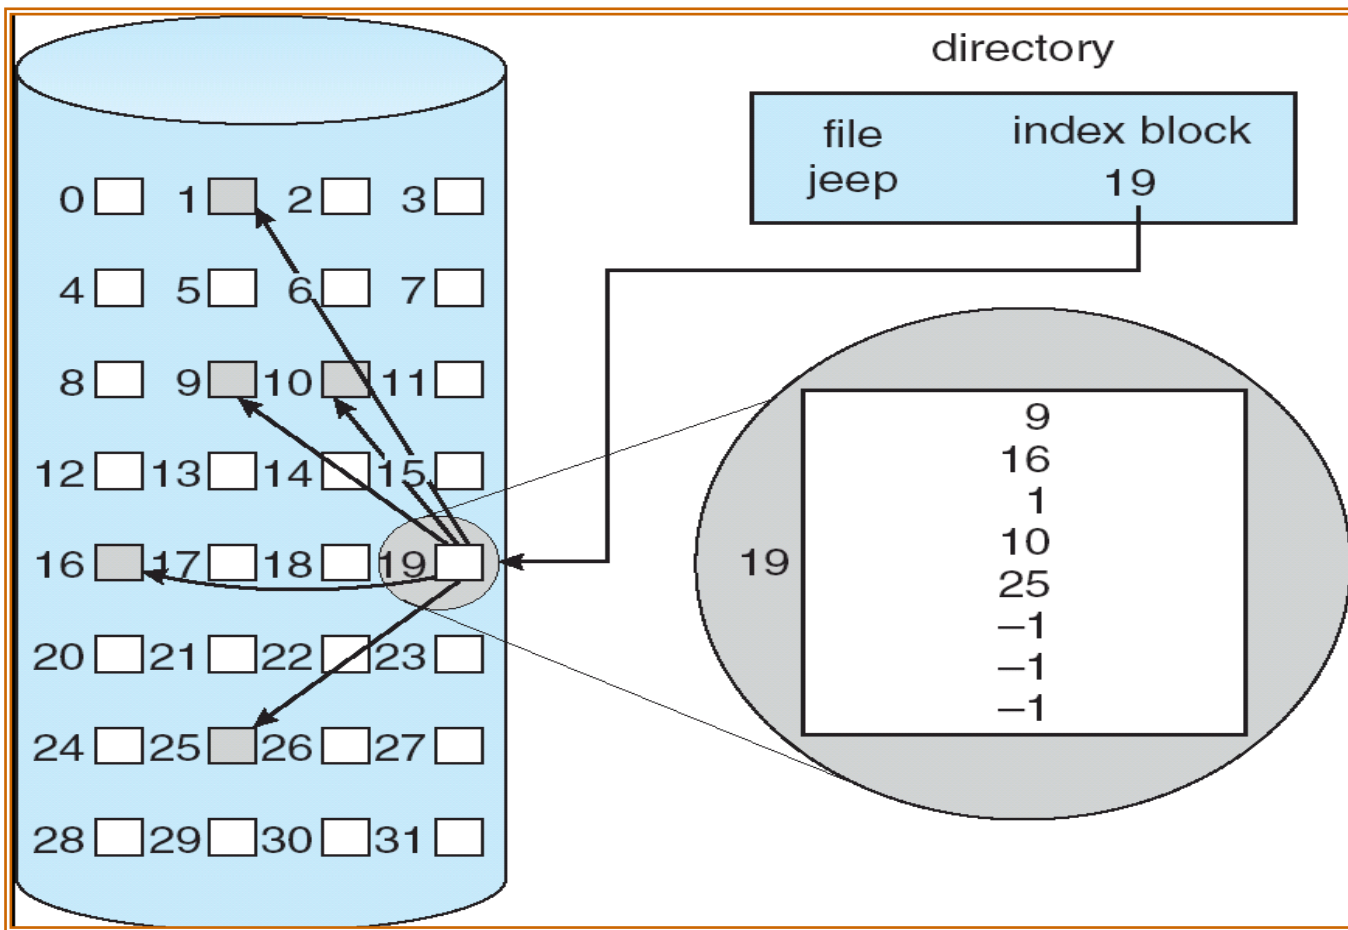 directory
file index block
jeep 19
0 1 2 3
4 5 6 7
8 9 10 11
12 13 14 15
16 17 18 19
20 21 22 23
24 25 26 27
28 29 30 31
19
9
16
1
10
25
–1
–1
–1